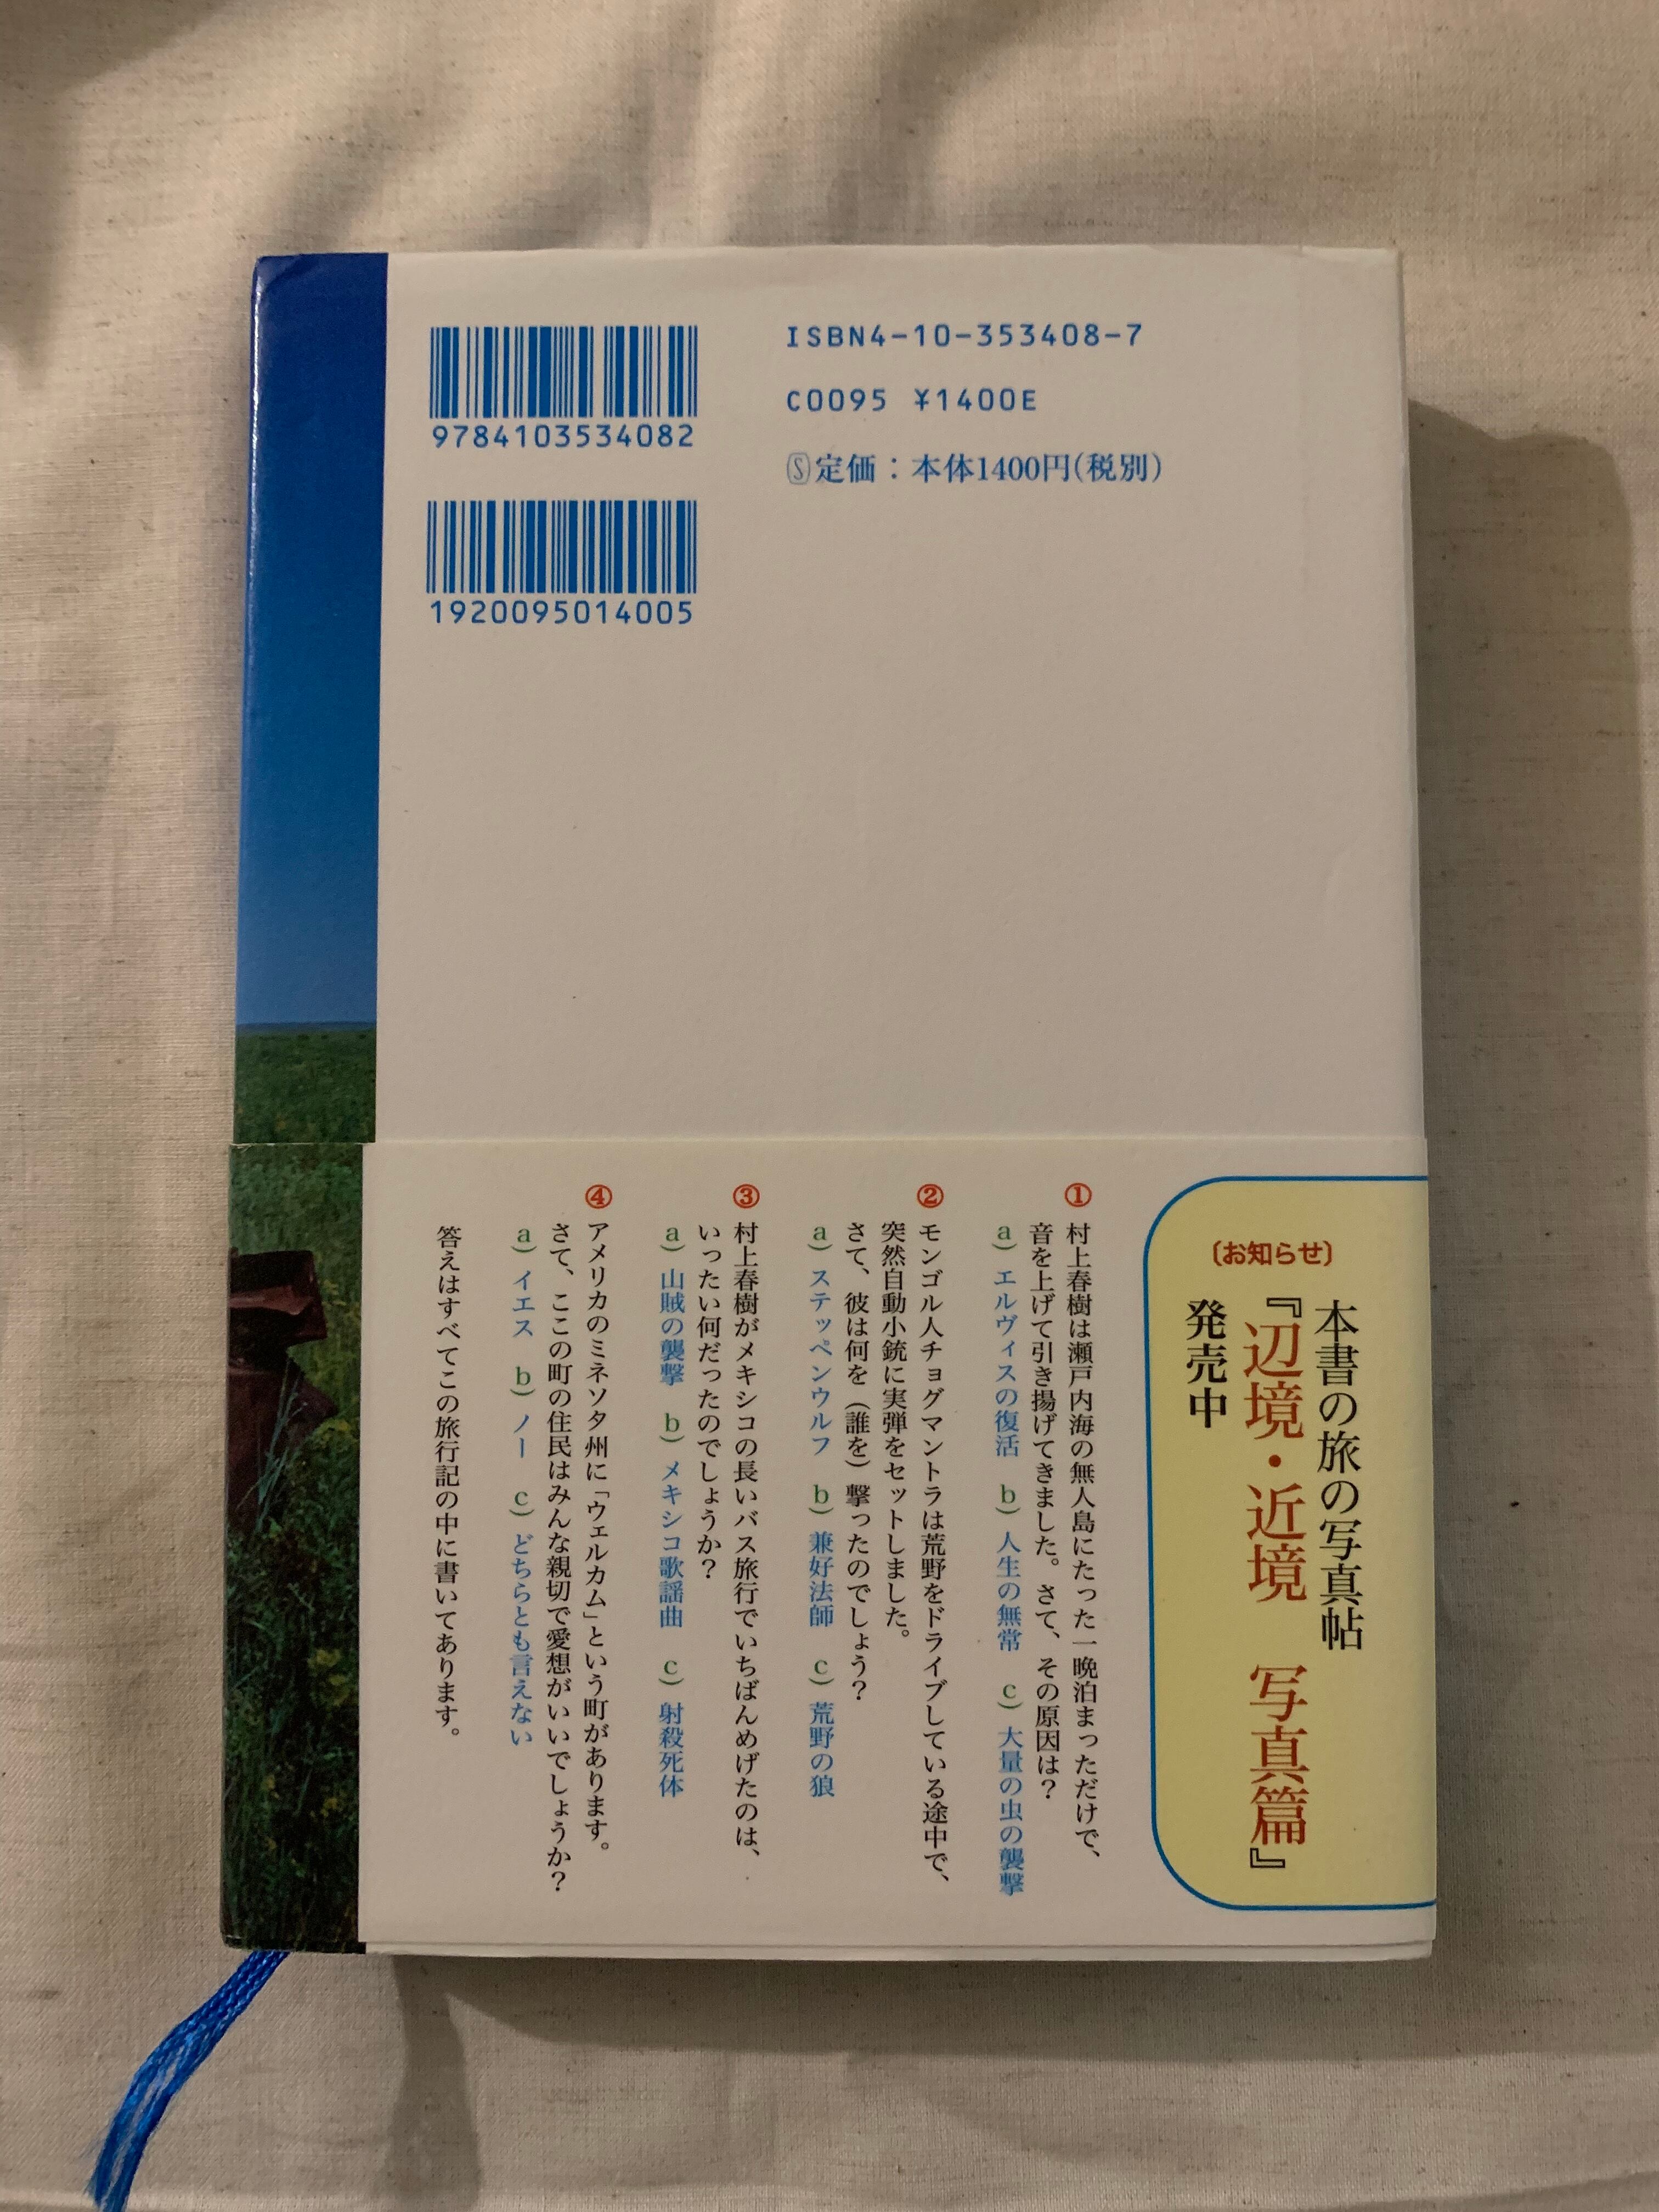 9784103534082
1920095014005
ISBN4-10-353408-7
C0095 ¥1400E
Ⓢ定価：本体1400円(税別)
〔お知らせ〕
本書の旅の写真帖
『辺境・近境　写真篇』
発売中
① 村上春樹は瀬戸内海の無人島にたった一晩泊まっただけで、
音を上げて引き揚げてきました。さて、その原因は？
a）エルヴィスの復活　b）人生の無常　c）大量の虫の襲撃
② モンゴル人チョグマントラは荒野をドライブしている途中で、
突然自動小銃に実弾をセットしました。
さて、彼は何を（誰を）撃ったのでしょう？
a）ステッペンウルフ　b）兼好法師　c）荒野の狼
③ 村上春樹がメキシコの長いバス旅行でいちばんめげたのは、
いったい何だったのでしょうか？
a）山賊の襲撃　b）メキシコ歌謡曲　c）射殺死体
④ アメリカのミネソタ州に「ウェルカム」という町があります。
さて、ここの町の住民はみんな親切で愛想がいいでしょうか？
a）イエス　b）ノー　c）どちらとも言えない
答えはすべてこの旅行記の中に書いてあります。